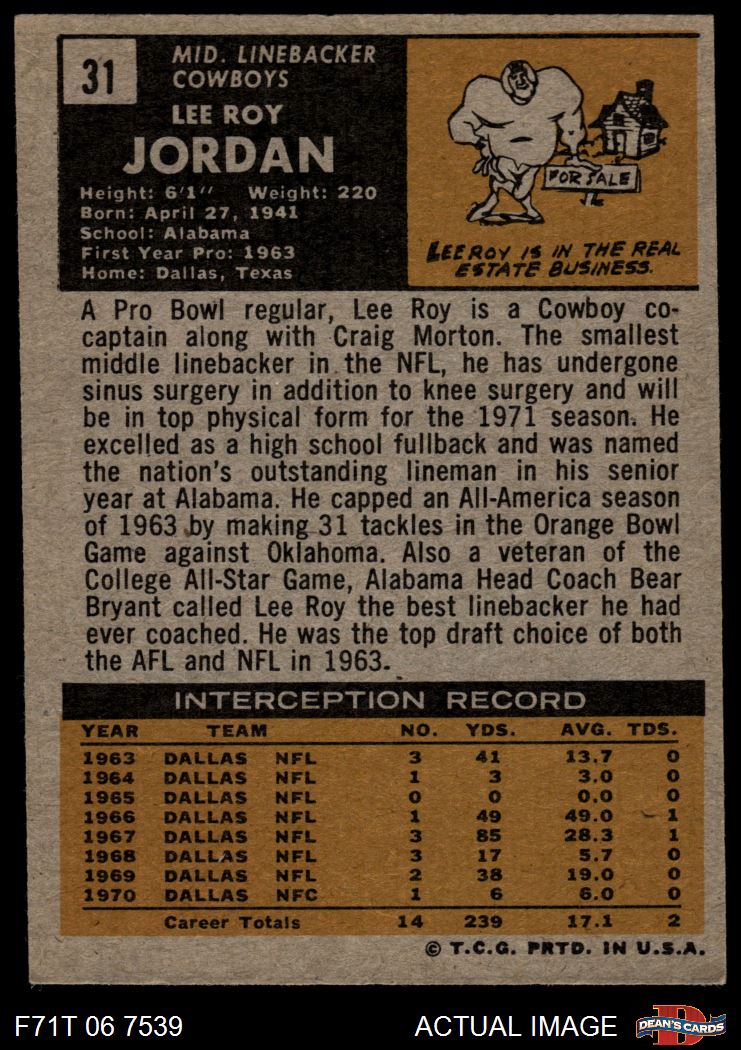 31
MID. LINEBACKER
COWBOYS
LEE ROY
JORDAN
Height: 6'1" Weight: 220
Born: April 27, 1941
School: Alabama
First Year Pro: 1963
Home: Dallas, Texas
FOR SALE
LEEROY IS IN THE REAL
ESTATE BUSINESS.
A Pro Bowl regular, Lee Roy is a Cowboy co-
captain along with Craig Morton. The smallest
middle linebacker in the NFL, he has undergone
sinus surgery in addition to knee surgery and will
be in top physical form for the 1971 season. He
excelled as a high school fullback and was named
the nation's outstanding lineman in his senior
year at Alabama. He capped an All-America season
of 1963 by making 31 tackles in the Orange Bowl
Game against Oklahoma. Also a veteran of the
College All-Star Game, Alabama Head Coach Bear
Bryant called Lee Roy the best linebacker he had
ever coached. He was the top draft choice of both
the AFL and NFL in 1963.
INTERCEPTION RECORD
YEAR TEAM NO. YDS. AVG. TDS.
1963 DALLAS NFL 3 41 13.7 0
1964 DALLAS NFL 1 3 3.0 0
1965 DALLAS NFL 0 0 0.0 0
1966 DALLAS NFL 1 49 49.0 1
1967 DALLAS NFL 3 85 28.3 1
1968 DALLAS NFL 3 17 5.7 0
1969 DALLAS NFL 2 38 19.0 0
1970 DALLAS NFC 1 6 6.0 0
Career Totals 14 239 17.1 2
© T.C.G. PRTD. IN U.S.A.
F71T 06 7539 ACTUAL IMAGE D DEAN'S CARDS